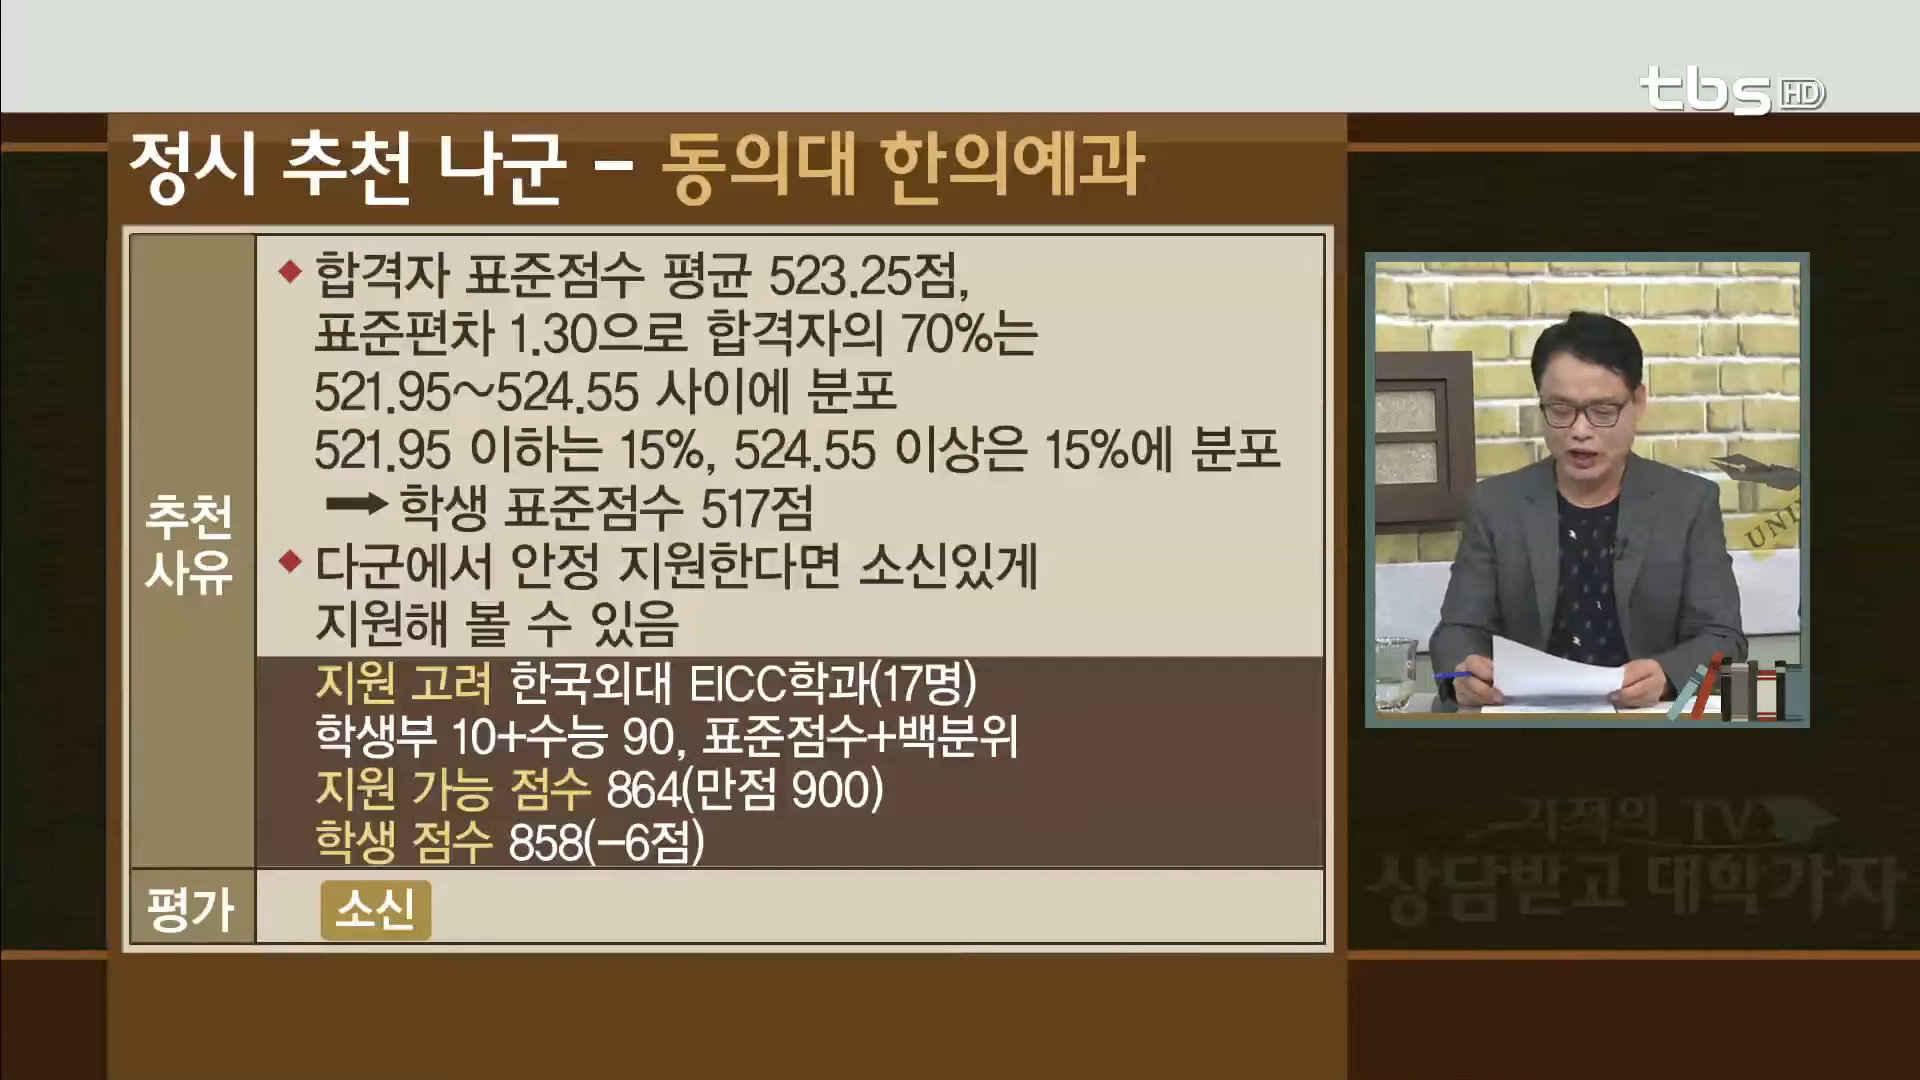 tbs HD
정시 추천 나군 - 동의대 한의예과
추천
사유
◆ 합격자 표준점수 평균 523.25점,
표준편차 1.30으로 합격자의 70%는
521.95~524.55 사이에 분포
521.95 이하는 15%, 524.55 이상은 15%에 분포
➡ 학생 표준점수 517점
◆ 다군에서 안정 지원한다면 소신있게
지원해 볼 수 있음
지원 고려 한국외대 EICC학과(17명)
학생부 10+수능 90, 표준점수+백분위
지원 가능 점수 864(만점 900)
학생 점수 858(-6점)
평가
소신
UNI
기적의 TV
상담받고 대학가자